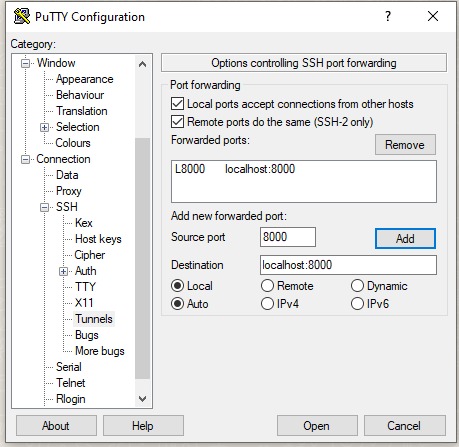 PuTTY Configuration
? ×
Category:
Window
Appearance
Behaviour
Translation
Selection
Colours
Connection
Data
Proxy
SSH
Kex
Host keys
Cipher
Auth
TTY
X11
Tunnels
Bugs
More bugs
Serial
Telnet
Rlogin
Options controlling SSH port forwarding
Port forwarding
Local ports accept connections from other hosts
Remote ports do the same (SSH-2 only)
Forwarded ports:
Remove
L8000 localhost:8000
Add new forwarded port:
Source port 8000 Add
Destination localhost:8000
Local Remote Dynamic
Auto IPv4 IPv6
About Help Open Cancel